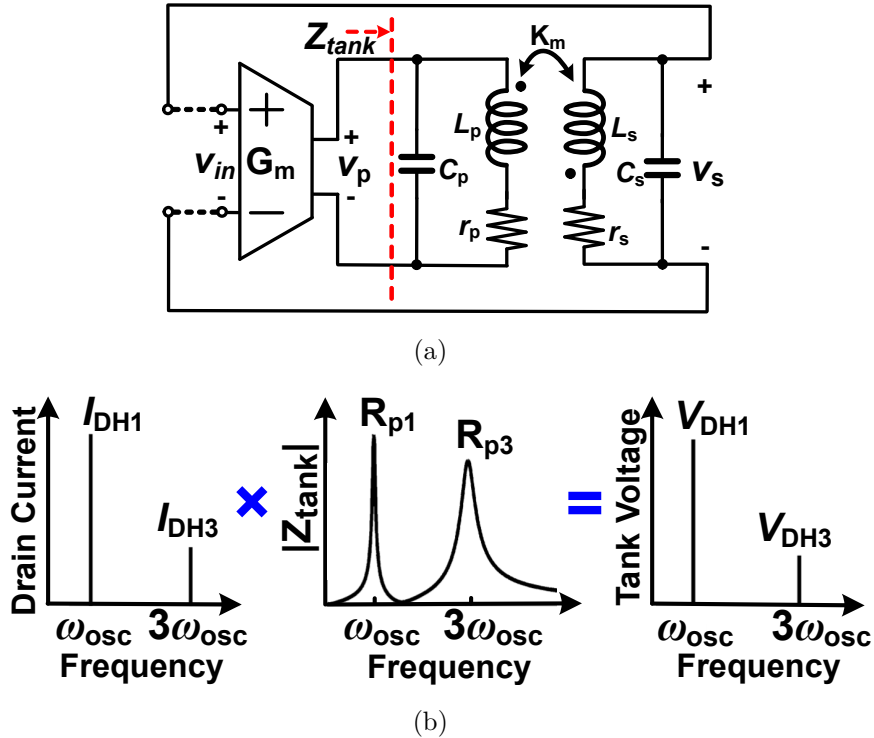 Z_tank
K_m
+
+
-
v_in
G_m
+
-
v_p
C_p
L_p
r_p
L_s
r_s
C_s
+
v_s
-
(a)
Drain Current
I_DH1
I_DH3
ω_osc 3ω_osc
Frequency
×
|Z_tank|
R_p1
R_p3
ω_osc 3ω_osc
Frequency
=
Tank Voltage
V_DH1
V_DH3
ω_osc 3ω_osc
Frequency
(b)